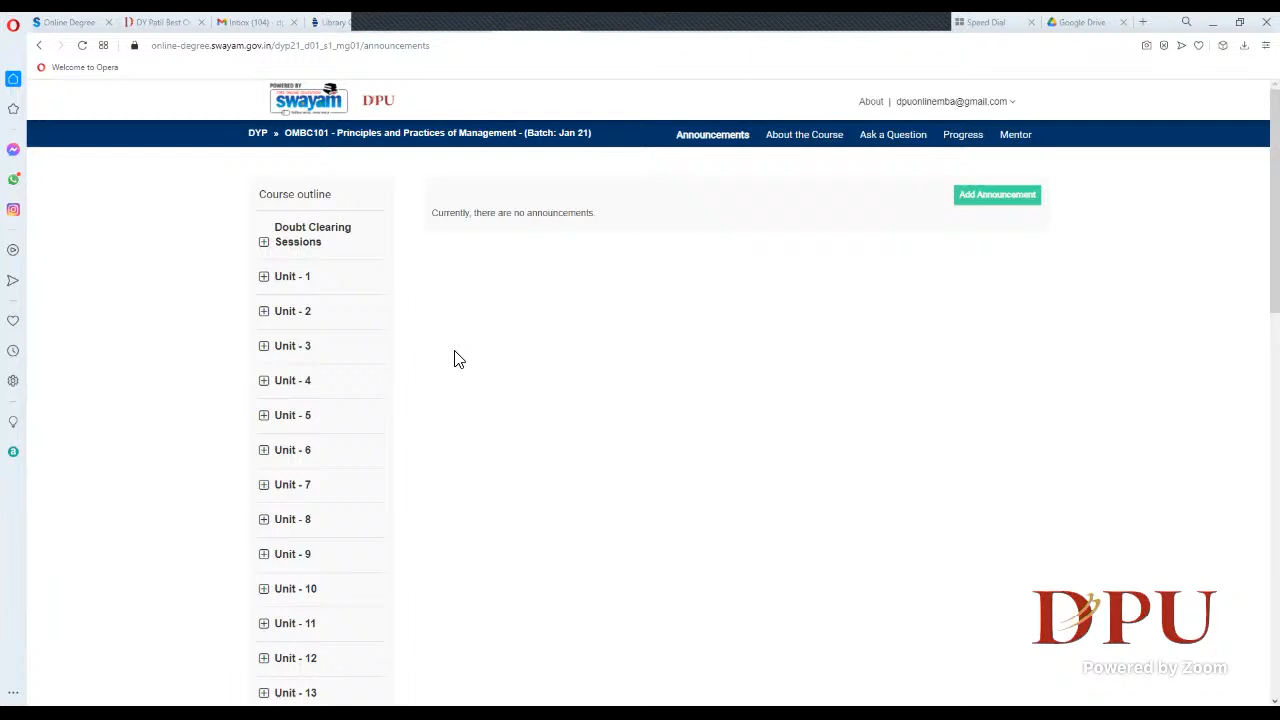 Online Degree
DY Patil Best C
Inbox (104) - d
Library
Speed Dial
Google Drive -
online-degree.swayam.gov.in/dyp21_d01_s1_mg01/announcements
Welcome to Opera
POWERED BY
swayam
DPU
About | dpuonlinemba@gmail.com
DYP » OMBC101 - Principles and Practices of Management - (Batch: Jan 21)
Announcements
About the Course
Ask a Question
Progress
Mentor
Course outline
Add Announcement
Currently, there are no announcements.
Doubt Clearing
Sessions
Unit - 1
Unit - 2
Unit - 3
Unit - 4
Unit - 5
Unit - 6
Unit - 7
Unit - 8
Unit - 9
Unit - 10
Unit - 11
Unit - 12
Unit - 13
DPU
Powered by Zoom